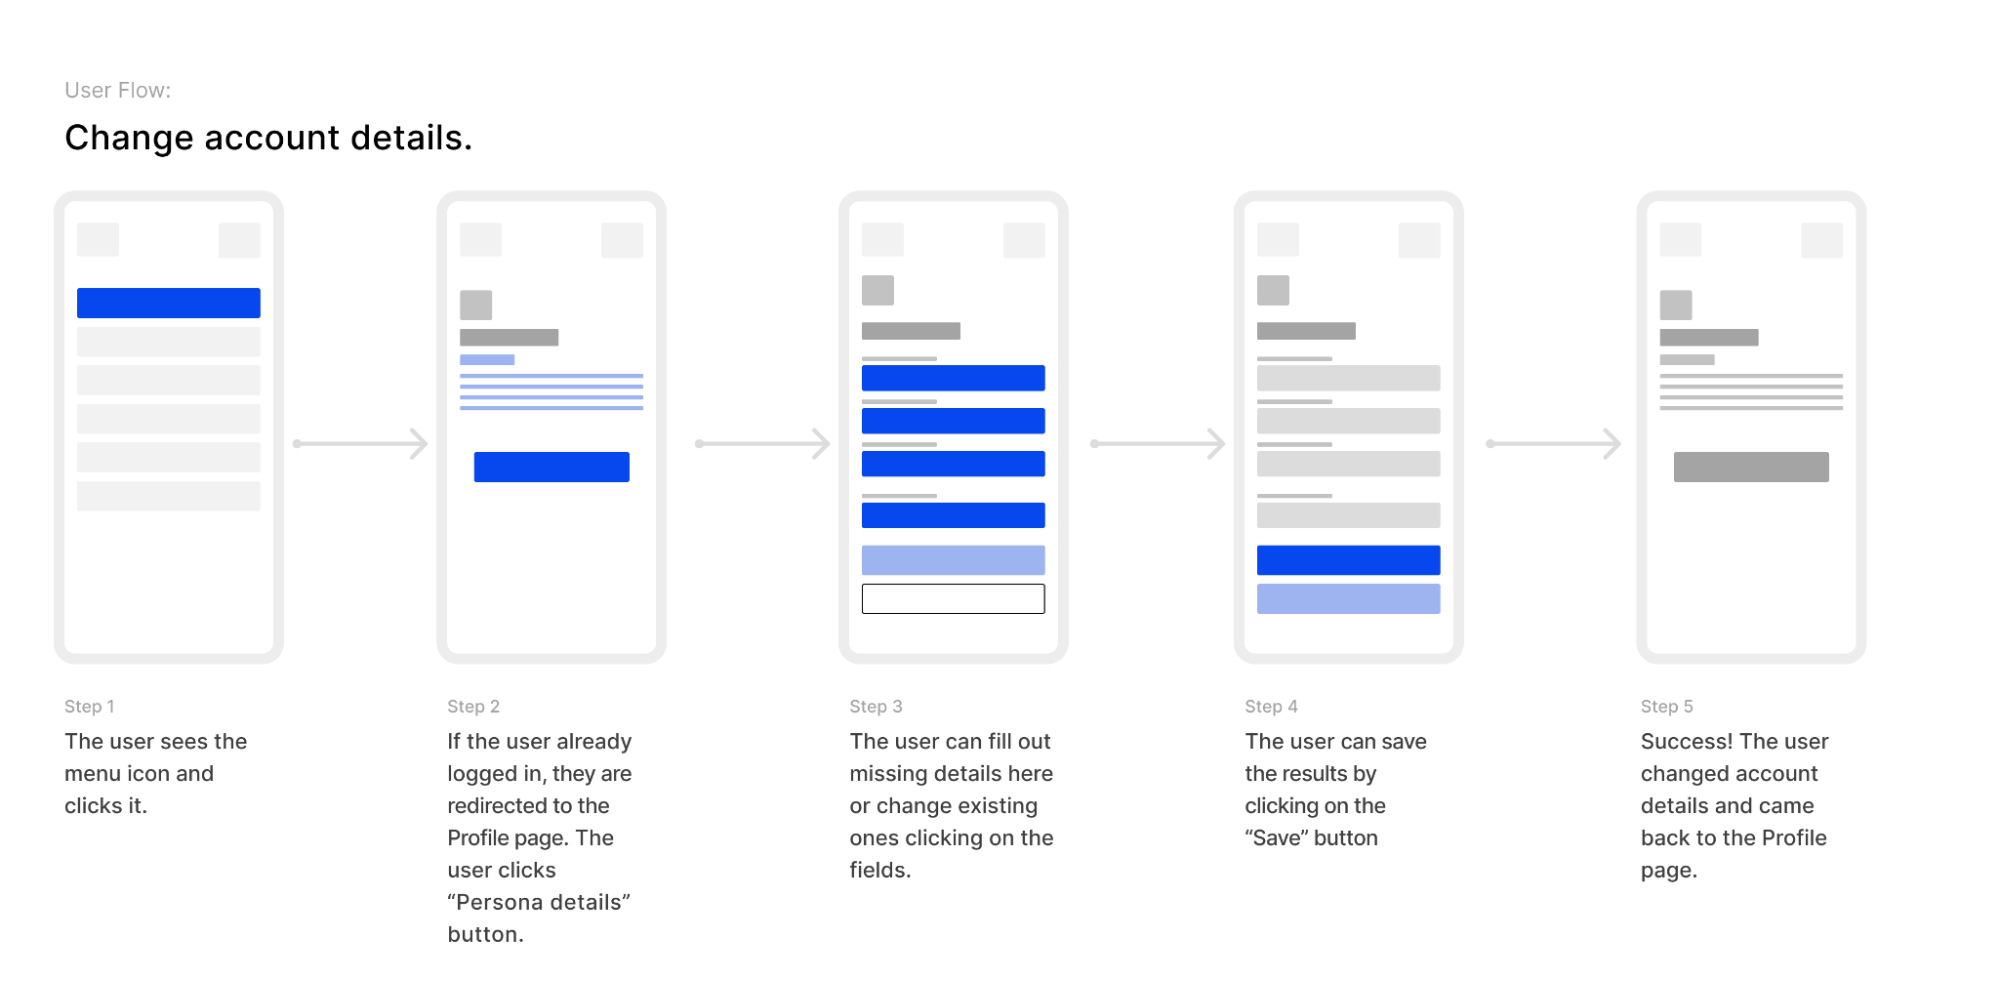 User Flow:
Change account details.
Step 1
The user sees the
menu icon and
clicks it.
Step 2
If the user already
logged in, they are
redirected to the
Profile page. The
user clicks
“Persona details”
button.
Step 3
The user can fill out
missing details here
or change existing
ones clicking on the
fields.
Step 4
The user can save
the results by
clicking on the
“Save” button
Step 5
Success! The user
changed account
details and came
back to the Profile
page.